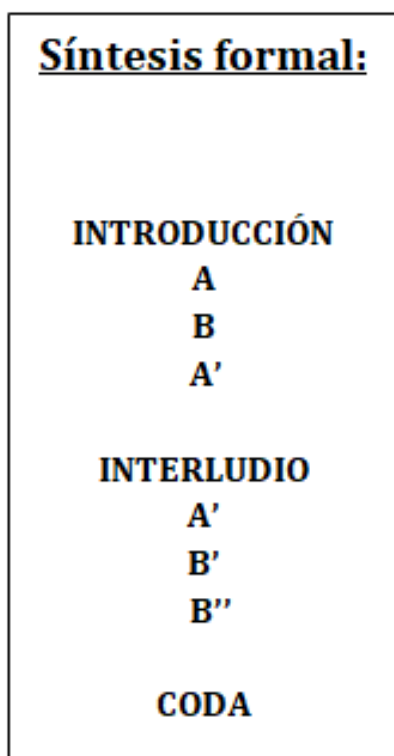 Síntesis formal:
INTRODUCCIÓN
A
B
A’
INTERLUDIO
A’
B’
B’’
CODA